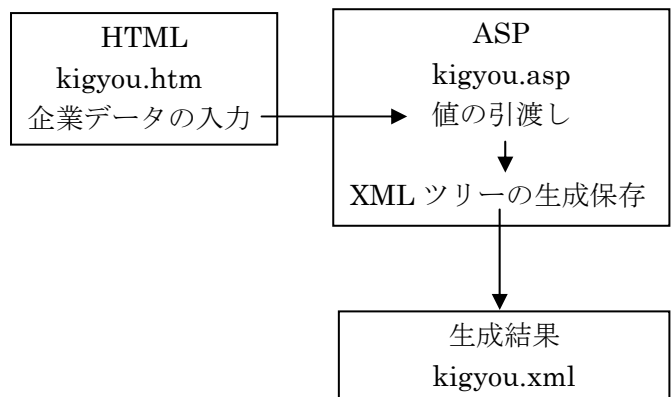 HTML
kigyou.htm
企業データの入力
ASP
kigyou.asp
値の引渡し
XML ツリーの生成保存
生成結果
kigyou.xml